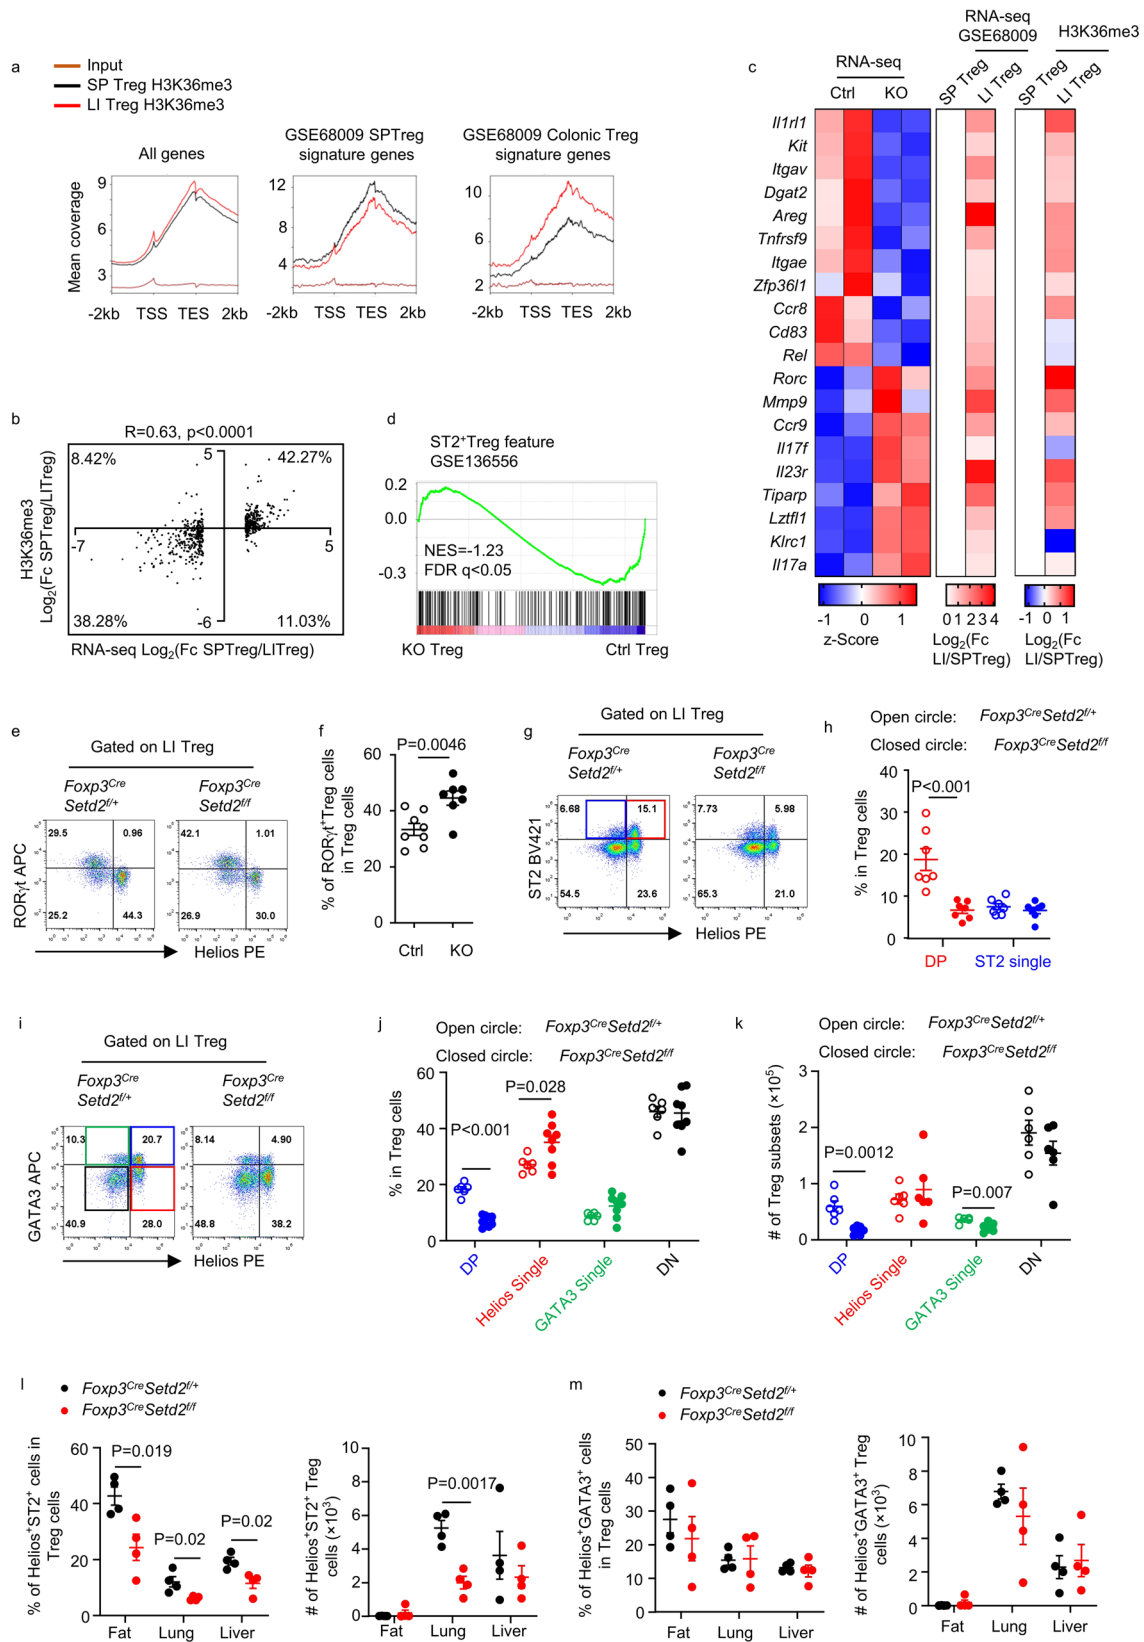 a
Input
SP Treg H3K36me3
LI Treg H3K36me3
All genes
GSE68009 SPTreg
signature genes
GSE68009 Colonic Treg
signature genes
Mean coverage
9
6
3
12
8
4
10
6
2
-2kb TSS TES 2kb
-2kb TSS TES 2kb
-2kb TSS TES 2kb
b
R=0.63, p<0.0001
8.42%
5
42.27%
-7
5
38.28%
-6
11.03%
H3K36me3
Log2(Fc SPTreg/LITreg)
RNA-seq Log2(Fc SPTreg/LITreg)
c
RNA-seq
Ctrl KO
RNA-seq
GSE68009
SP Treg
LI Treg
H3K36me3
SP Treg
LI Treg
Il1rl1
Kit
Itgav
Dgat2
Areg
Tnfrsf9
Itgae
Zfp36l1
Ccr8
Cd83
Rel
Rorc
Mmp9
Ccr9
Il17f
Il23r
Tiparp
Lztfl1
Klrc1
Il17a
-1 0 1
z-Score
0 1 2 3 4
Log2(Fc
LI/SPTreg)
-1 0 1
Log2(Fc
LI/SPTreg)
d
ST2+Treg feature
GSE136556
0.2
0.0
-0.3
NES=-1.23
FDR q<0.05
KO Treg
Ctrl Treg
e
Gated on LI Treg
Foxp3Cre
Setd2f/+
Foxp3Cre
Setd2f/f
29.5
0.96
25.2
44.3
42.1
1.01
26.9
30.0
RORγt APC
Helios PE
f
P=0.0046
60
40
20
0
% of RORγt+Treg cells
in Treg cells
Ctrl KO
g
Gated on LI Treg
Foxp3Cre
Setd2f/+
Foxp3Cre
Setd2f/f
6.68
15.1
54.5
23.6
7.73
5.98
65.3
21.0
ST2 BV421
Helios PE
h
Open circle: Foxp3CreSetd2f/+
Closed circle: Foxp3CreSetd2f/f
P<0.001
40
30
20
10
0
% in Treg cells
DP
ST2 single
i
Gated on LI Treg
Foxp3Cre
Setd2f/+
Foxp3Cre
Setd2f/f
10.3
20.7
40.9
28.0
8.14
4.90
48.8
38.2
GATA3 APC
Helios PE
j
Open circle: Foxp3CreSetd2f/+
Closed circle: Foxp3CreSetd2f/f
60
40
20
0
% in Treg cells
P<0.001
P=0.028
DP
Helios Single
GATA3 Single
DN
k
Open circle: Foxp3CreSetd2f/+
Closed circle: Foxp3CreSetd2f/f
3
2
1
0
# of Treg subsets (×10⁵)
P=0.0012
P=0.007
DP
Helios Single
GATA3 Single
DN
l
Foxp3CreSetd2f/+
Foxp3CreSetd2f/f
60
40
20
0
% of Helios+ST2+ cells in
Treg cells
P=0.019
P=0.02
P=0.02
Fat Lung Liver
10
8
6
4
2
0
# of Helios+ST2+ Treg
cells (×10³)
P=0.0017
Fat Lung Liver
m
Foxp3CreSetd2f/+
Foxp3CreSetd2f/f
50
40
30
20
10
0
% of Helios+GATA3+ cells
in Treg cells
Fat Lung Liver
10
8
6
4
2
0
# of Helios+GATA3+ Treg
cells (×10³)
Fat Lung Liver